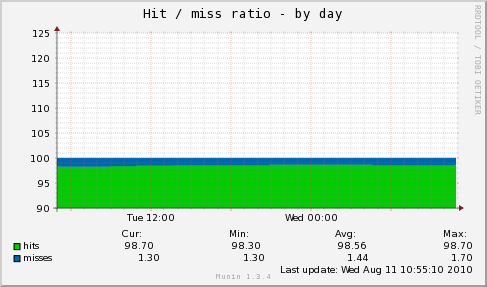 Hit / miss ratio - by day
RRDTOOL / TOBI OETIKER
125
120
115
110
105
100
95
90
Tue 12:00 Wed 00:00
Cur: Min: Avg: Max:
hits 98.70 98.30 98.56 98.70
misses 1.30 1.30 1.44 1.70
Last update: Wed Aug 11 10:55:10 2010
Munin 1.3.4